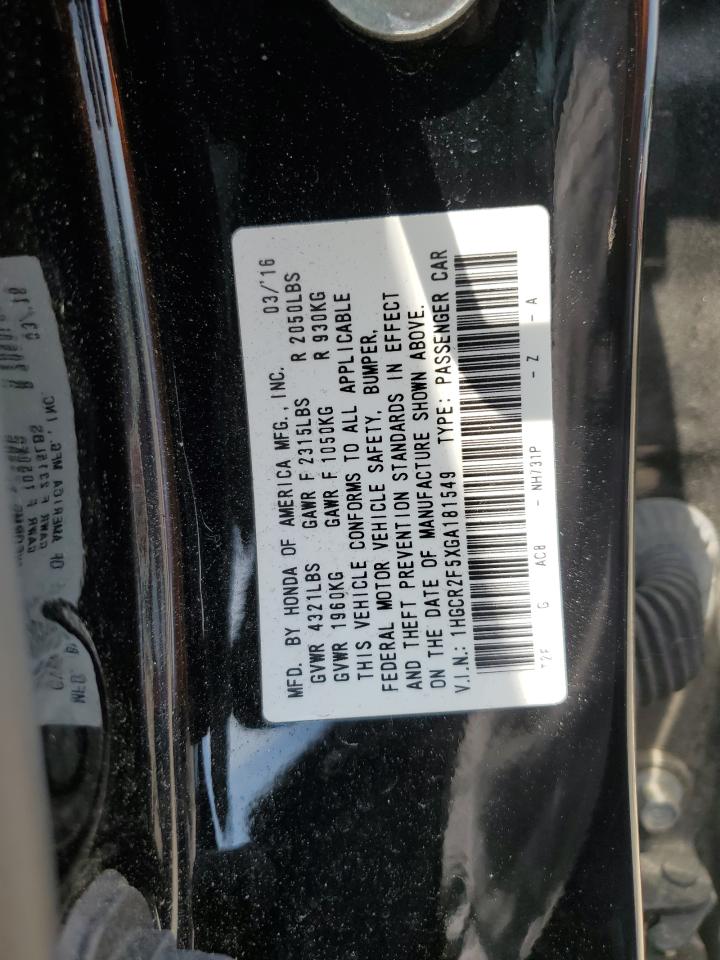 MFD. BY HONDA OF AMERICA MFG., INC. 03/'16
GVWR 4321LBS GAWR F 2315LBS R 2050LBS
GVWR 1960KG GAWR F 1050KG R 930KG
THIS VEHICLE CONFORMS TO ALL APPLICABLE
FEDERAL MOTOR VEHICLE SAFETY, BUMPER,
AND THEFT PREVENTION STANDARDS IN EFFECT
ON THE DATE OF MANUFACTURE SHOWN ABOVE.
V.I.N.: 1HGCR2F5XGA181549 TYPE: PASSENGER CAR
T2F G AC8 - NH731P - Z - A